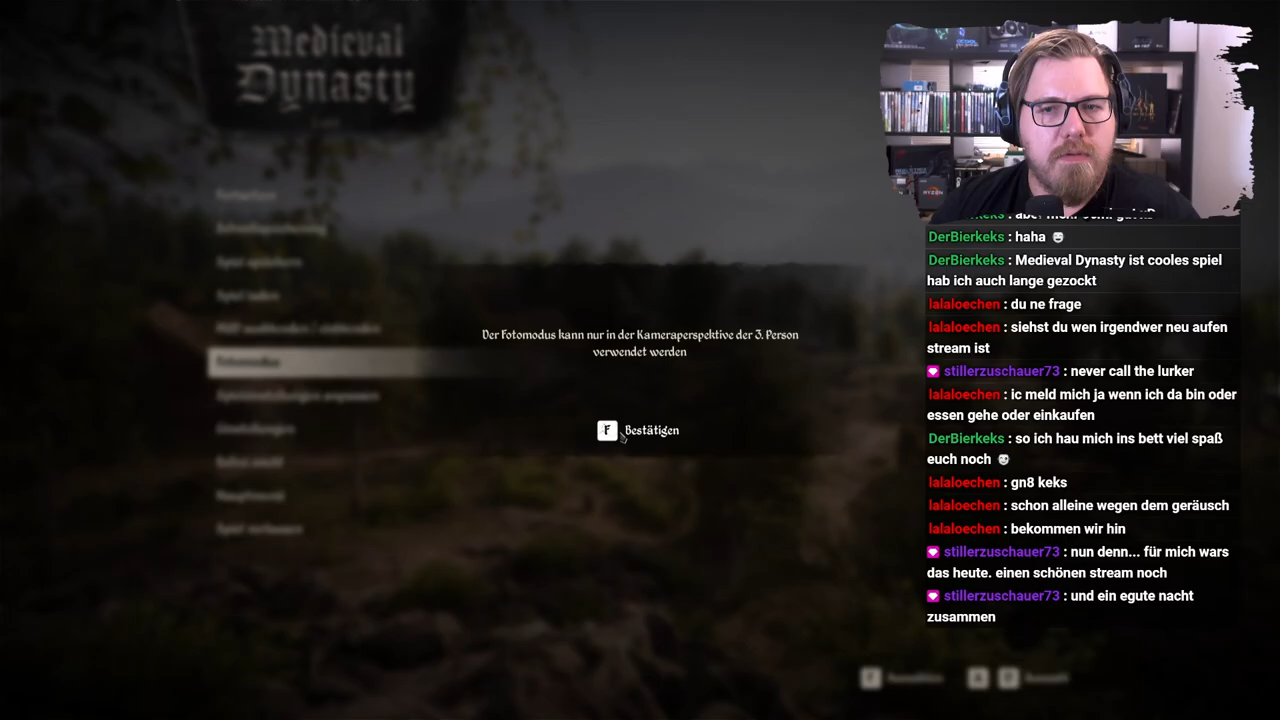 Medieval
Dynasty
Fotomodus
Der Fotomodus kann nur in der Kameraperspektive der 3. Person
verwendet werden
F Bestätigen
RYZEN
DerBierkeks : haha
DerBierkeks : Medieval Dynasty ist cooles spiel
hab ich auch lange gezockt
lalaloechen : du ne frage
lalaloechen : siehst du wen irgendwer neu aufen
stream ist
stillerzuschauer73 : never call the lurker
lalaloechen : ic meld mich ja wenn ich da bin oder
essen gehe oder einkaufen
DerBierkeks : so ich hau mich ins bett viel spaß
euch noch
lalaloechen : gn8 keks
lalaloechen : schon alleine wegen dem geräusch
lalaloechen : bekommen wir hin
stillerzuschauer73 : nun denn... für mich wars
das heute. einen schönen stream noch
stillerzuschauer73 : und ein egute nacht
zusammen